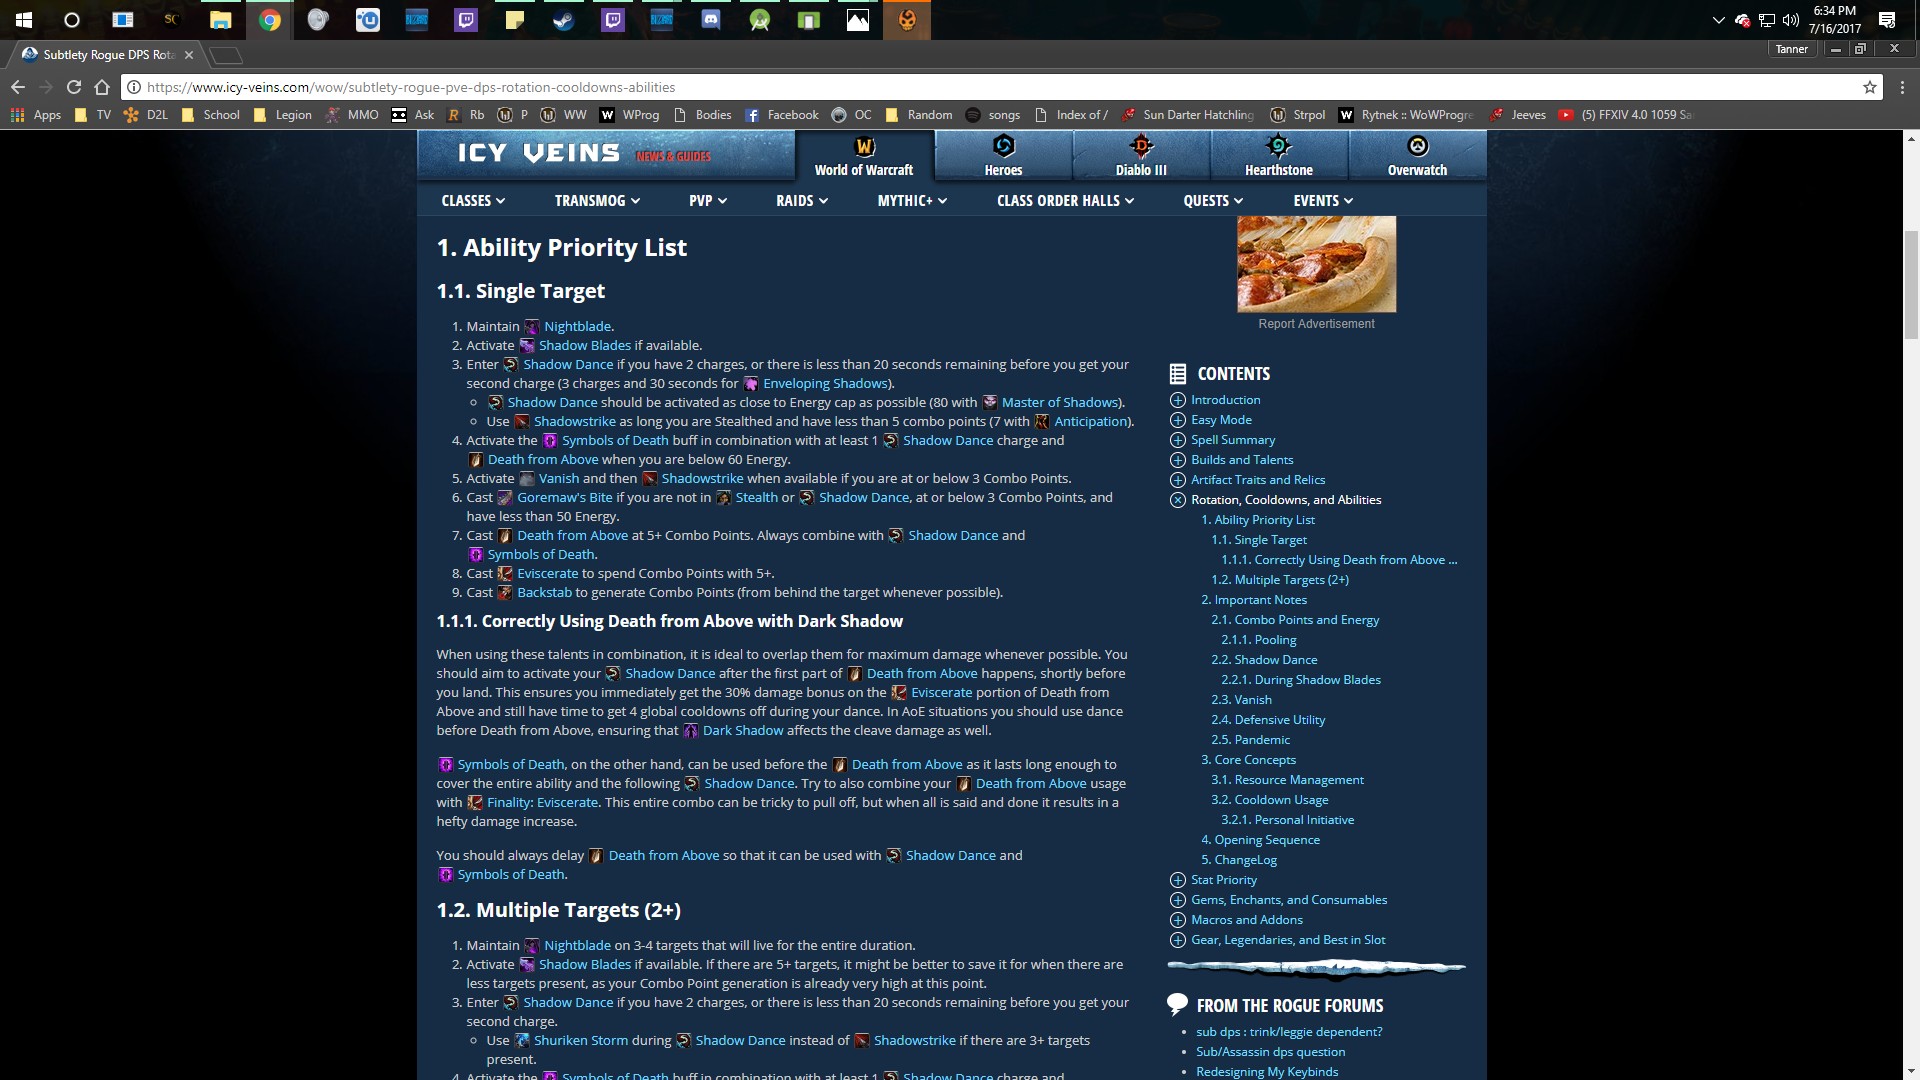 6:34 PM
7/16/2017
Subtlety Rogue DPS Rota
Tanner
https://www.icy-veins.com/wow/subtlety-rogue-pve-dps-rotation-cooldowns-abilities
Apps TV D2L School Legion MMO Ask Rb P WW WProg Bodies Facebook OC Random songs Index of / Sun Darter Hatchling Strpol Rytnek :: WoWProgre Jeeves (5) FFXIV 4.0 1059 Sa
ICY VEINS NEWS & GUIDES
World of Warcraft Heroes Diablo III Hearthstone Overwatch
CLASSES TRANSMOG PVP RAIDS MYTHIC+ CLASS ORDER HALLS QUESTS EVENTS
1. Ability Priority List
1.1. Single Target
1. Maintain Nightblade.
2. Activate Shadow Blades if available.
3. Enter Shadow Dance if you have 2 charges, or there is less than 20 seconds remaining before you get your
second charge (3 charges and 30 seconds for Enveloping Shadows).
Shadow Dance should be activated as close to Energy cap as possible (80 with Master of Shadows).
Use Shadowstrike as long you are Stealthed and have less than 5 combo points (7 with Anticipation).
4. Activate the Symbols of Death buff in combination with at least 1 Shadow Dance charge and
Death from Above when you are below 60 Energy.
5. Activate Vanish and then Shadowstrike when available if you are at or below 3 Combo Points.
6. Cast Goremaw's Bite if you are not in Stealth or Shadow Dance, at or below 3 Combo Points, and
have less than 50 Energy.
7. Cast Death from Above at 5+ Combo Points. Always combine with Shadow Dance and
Symbols of Death.
8. Cast Eviscerate to spend Combo Points with 5+.
9. Cast Backstab to generate Combo Points (from behind the target whenever possible).
1.1.1. Correctly Using Death from Above with Dark Shadow
When using these talents in combination, it is ideal to overlap them for maximum damage whenever possible. You
should aim to activate your Shadow Dance after the first part of Death from Above happens, shortly before
you land. This ensures you immediately get the 30% damage bonus on the Eviscerate portion of Death from
Above and still have time to get 4 global cooldowns off during your dance. In AoE situations you should use dance
before Death from Above, ensuring that Dark Shadow affects the cleave damage as well.
Symbols of Death, on the other hand, can be used before the Death from Above as it lasts long enough to
cover the entire ability and the following Shadow Dance. Try to also combine your Death from Above usage
with Finality: Eviscerate. This entire combo can be tricky to pull off, but when all is said and done it results in a
hefty damage increase.
You should always delay Death from Above so that it can be used with Shadow Dance and
Symbols of Death.
1.2. Multiple Targets (2+)
1. Maintain Nightblade on 3-4 targets that will live for the entire duration.
2. Activate Shadow Blades if available. If there are 5+ targets, it might be better to save it for when there are
less targets present, as your Combo Point generation is already very high at this point.
3. Enter Shadow Dance if you have 2 charges, or there is less than 20 seconds remaining before you get your
second charge.
Use Shuriken Storm during Shadow Dance instead of Shadowstrike if there are 3+ targets
present.
4. Activate the Symbols of Death buff in combination with at least 1 Shadow Dance charge and
Report Advertisement
CONTENTS
Introduction
Easy Mode
Spell Summary
Builds and Talents
Artifact Traits and Relics
Rotation, Cooldowns, and Abilities
1. Ability Priority List
1.1. Single Target
1.1.1. Correctly Using Death from Above ...
1.2. Multiple Targets (2+)
2. Important Notes
2.1. Combo Points and Energy
2.1.1. Pooling
2.2. Shadow Dance
2.2.1. During Shadow Blades
2.3. Vanish
2.4. Defensive Utility
2.5. Pandemic
3. Core Concepts
3.1. Resource Management
3.2. Cooldown Usage
3.2.1. Personal Initiative
4. Opening Sequence
5. ChangeLog
Stat Priority
Gems, Enchants, and Consumables
Macros and Addons
Gear, Legendaries, and Best in Slot
FROM THE ROGUE FORUMS
sub dps : trink/leggie dependent?
Sub/Assassin dps question
Redesigning My Keybinds